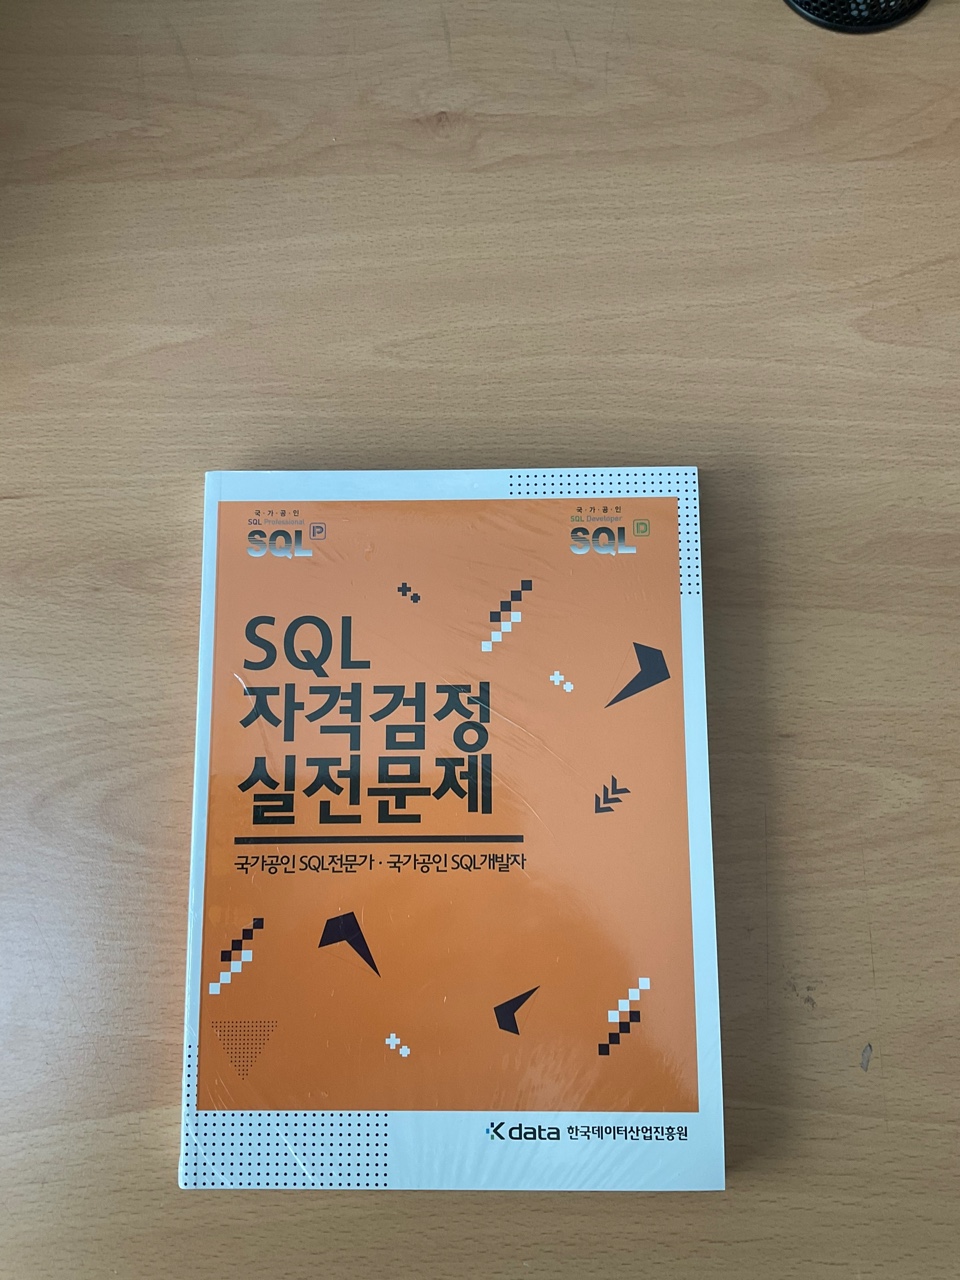 국·가·공·인
SQL Professional
SQL P
국·가·공·인
SQL Developer
SQL D
SQL
자격검정
실전문제
국가공인 SQL전문가 · 국가공인 SQL개발자
Kdata 한국데이터산업진흥원